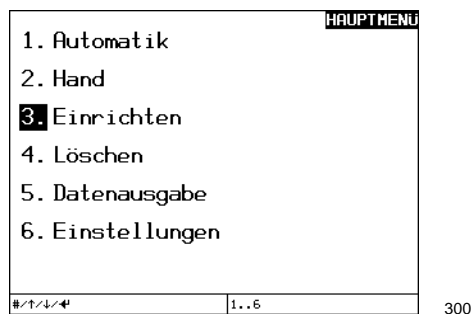 HAUPTMENÜ
1. Automatik
2. Hand
3. Einrichten
4. Löschen
5. Datenausgabe
6. Einstellungen
#/↑/↓/↵ 1..6
300